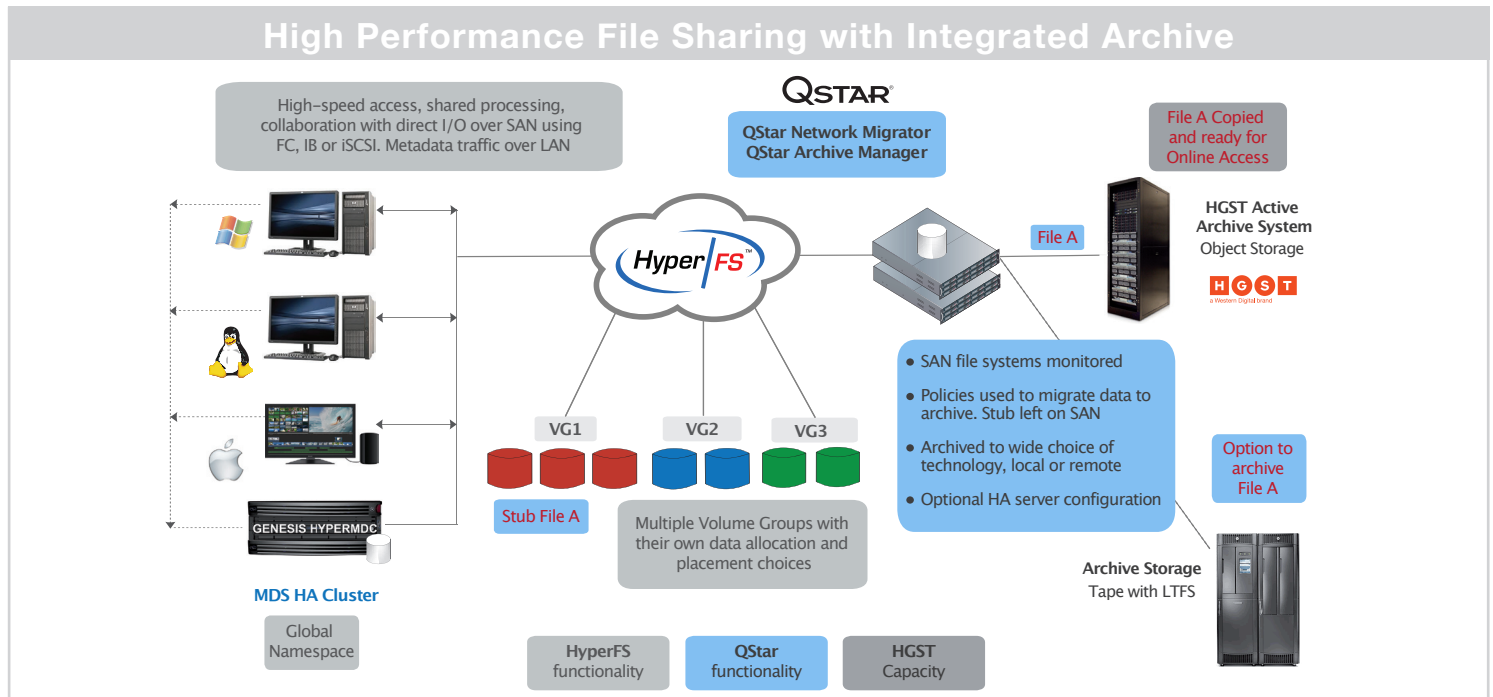 High Performance File Sharing with Integrated Archive
High-speed access, shared processing,
collaboration with direct I/O over SAN using
FC, IB or iSCSI. Metadata traffic over LAN
QSTAR®
QStar Network Migrator
QStar Archive Manager
File A Copied
and ready for
Online Access
HGST Active
Archive System
Object Storage
HGST
a Western Digital brand
File A
Hyper FS™
SAN file systems monitored
Policies used to migrate data to
archive. Stub left on SAN
Archived to wide choice of
technology, local or remote
Optional HA server configuration
VG1
VG2
VG3
Stub File A
Multiple Volume Groups with
their own data allocation and
placement choices
Option to
archive
File A
Archive Storage
Tape with LTFS
GENESIS HYPERMDC
MDS HA Cluster
Global
Namespace
HyperFS
functionality
QStar
functionality
HGST
Capacity